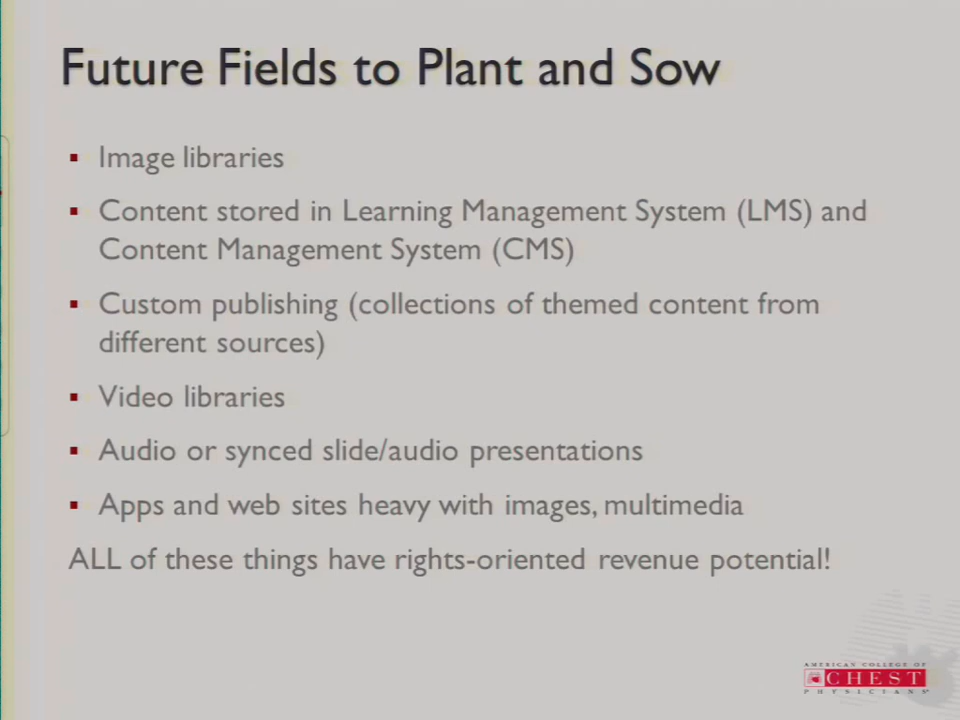 Future Fields to Plant and Sow
▪ Image libraries
▪ Content stored in Learning Management System (LMS) and
Content Management System (CMS)
▪ Custom publishing (collections of themed content from
different sources)
▪ Video libraries
▪ Audio or synced slide/audio presentations
▪ Apps and web sites heavy with images, multimedia
ALL of these things have rights-oriented revenue potential!
AMERICAN COLLEGE OF
CHEST
PHYSICIANS